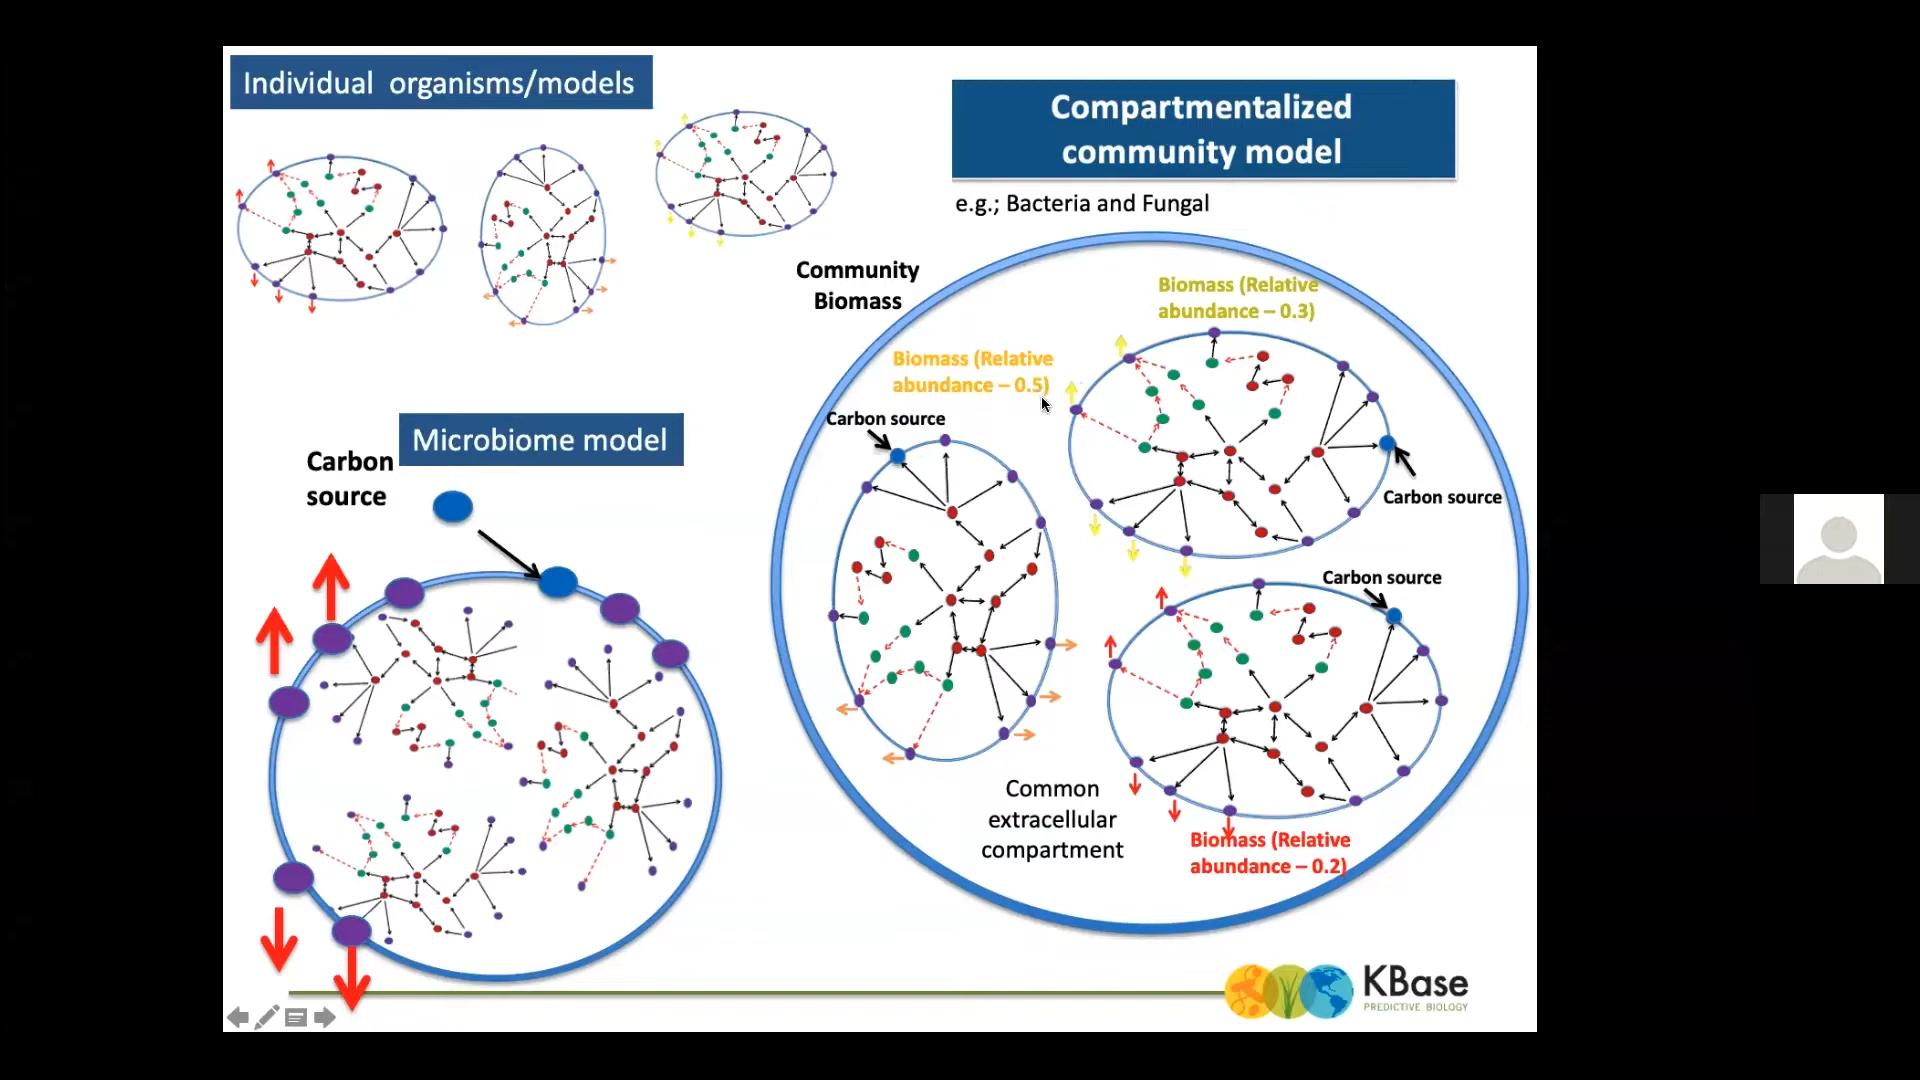 Individual  organisms/models
Compartmentalized
community model
e.g.; Bacteria and Fungal
Community
Biomass
Biomass (Relative
abundance – 0.3)
Biomass (Relative
abundance – 0.5)
Carbon source
Carbon source
Microbiome model
Carbon
source
Carbon source
Common
extracellular
compartment
Biomass (Relative
abundance – 0.2)
KBase
PREDICTIVE BIOLOGY